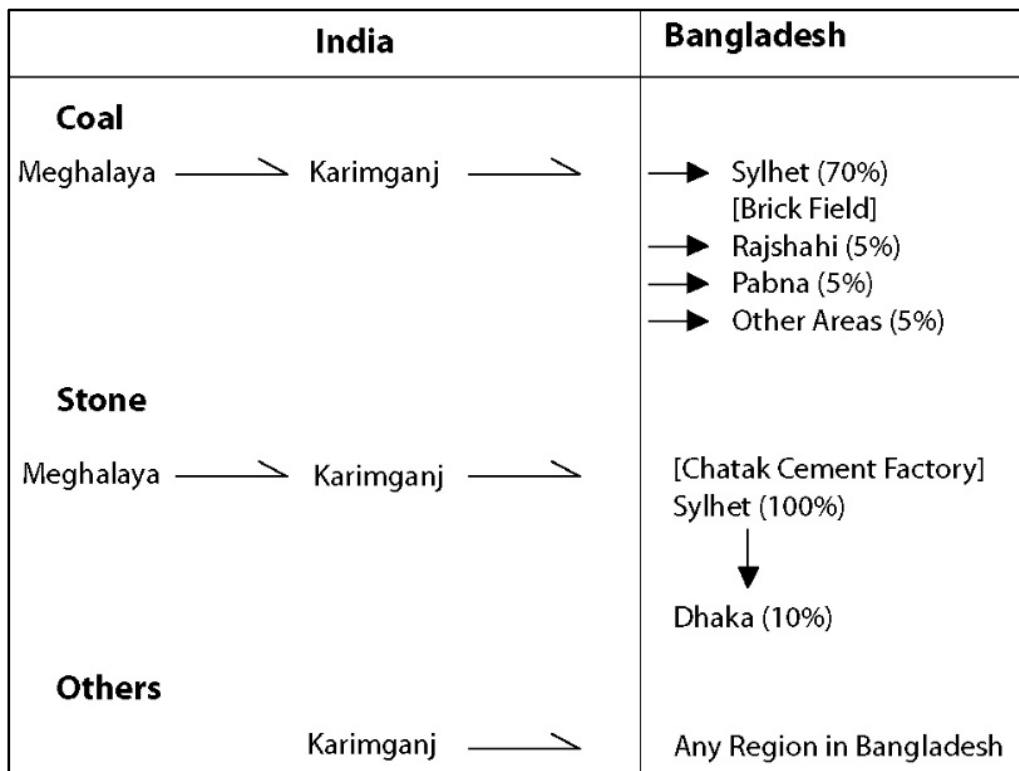 India Bangladesh
Coal
Meghalaya Karimganj Sylhet (70%)
[Brick Field]
Rajshahi (5%)
Pabna (5%)
Other Areas (5%)
Stone
Meghalaya Karimganj [Chatak Cement Factory]
Sylhet (100%)
Dhaka (10%)
Others
Karimganj Any Region in Bangladesh